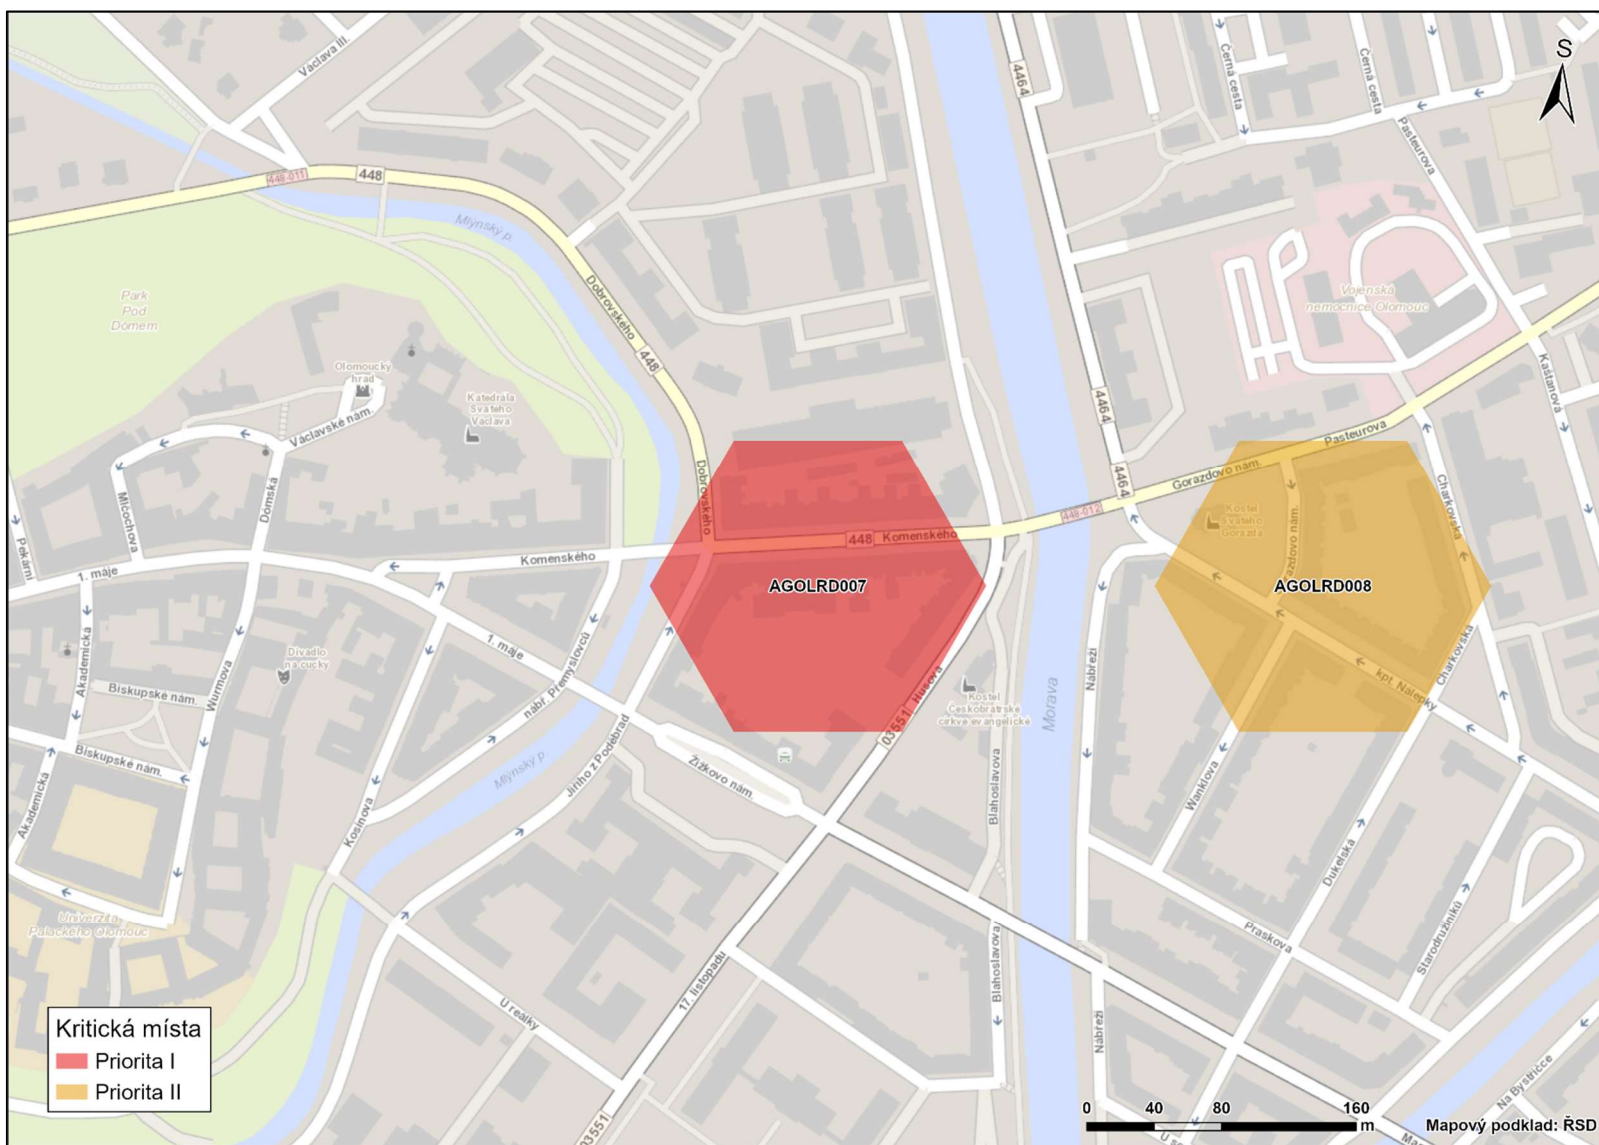 S
Václava III.
4464
Černá cesta
Černá cesta
Pasteurova
448-011
448
Mlýnský p.
Park
Pod
Dómem
Dobrovského
448
Vojenská
nemocnice Olomouc
Olomoucký
hrad
Václavské nám.
Katedrála
Svatého
Václava
4464
Kaštanová
Pasteurova
Gorazdovo nám.
4464
448-012
Dobrovského
Mlčochova
Dómská
Pekární
Kostel
Svatého
Gorazda
Charkovská
448
Komenského
Komenského
AGOLRD007
AGOLRD008
1. máje
1. máje
Akademická
Divadlo
na cucky
Biskupské nám.
Wurmova
nábř. Přemyslovců
Nábřeží
Charkovská
kpt. Nálepky
Husova
03551
Kostel
Českobratrské
církve evangelické
Morava
Biskupské nám.
Mlýnský p.
Jiřího z Poděbrad
Žižkovo nám.
Blahoslavova
Wanklova
Akademická
Kosinova
Dukelská
Univerzita
Palackého Olomouc
Praskova
Starodružiníků
17. listopadu
Blahoslavova
U reálky
Nábřeží
Na Bystřičce
03551
Kritická místa
Priorita I
Priorita II
0 40 80 160
m
Mapový podklad: ŘSD